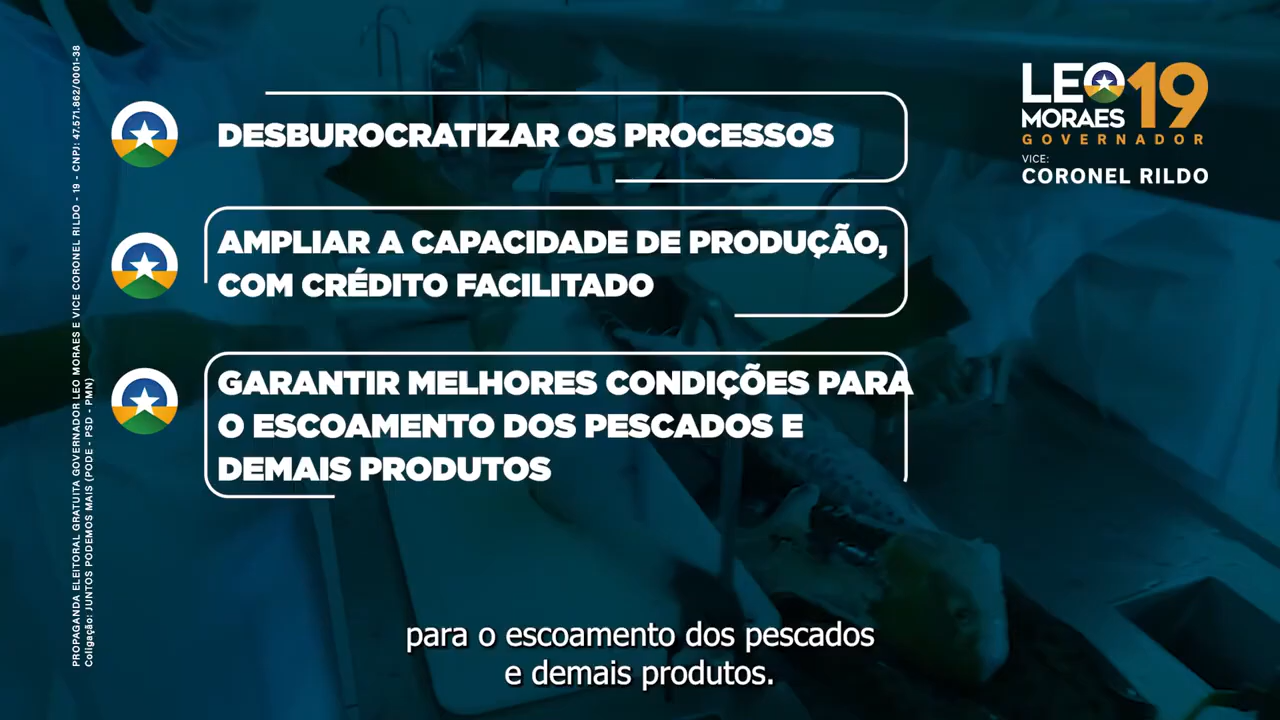 DESBUROCRATIZAR OS PROCESSOS
AMPLIAR A CAPACIDADE DE PRODUÇÃO,
COM CRÉDITO FACILITADO
GARANTIR MELHORES CONDIÇÕES PARA
O ESCOAMENTO DOS PESCADOS E
DEMAIS PRODUTOS
LEO 19
MORAES
GOVERNADOR
VICE:
CORONEL RILDO
PROPAGANDA ELEITORAL GRATUITA GOVERNADOR LEO MORAES E VICE CORONEL RILDO - 19 - CNPJ: 47.571.862/0001-38
Coligação: JUNTOS PODEMOS MAIS (PODE - PSD - PMN)
para o escoamento dos pescados
e demais produtos.